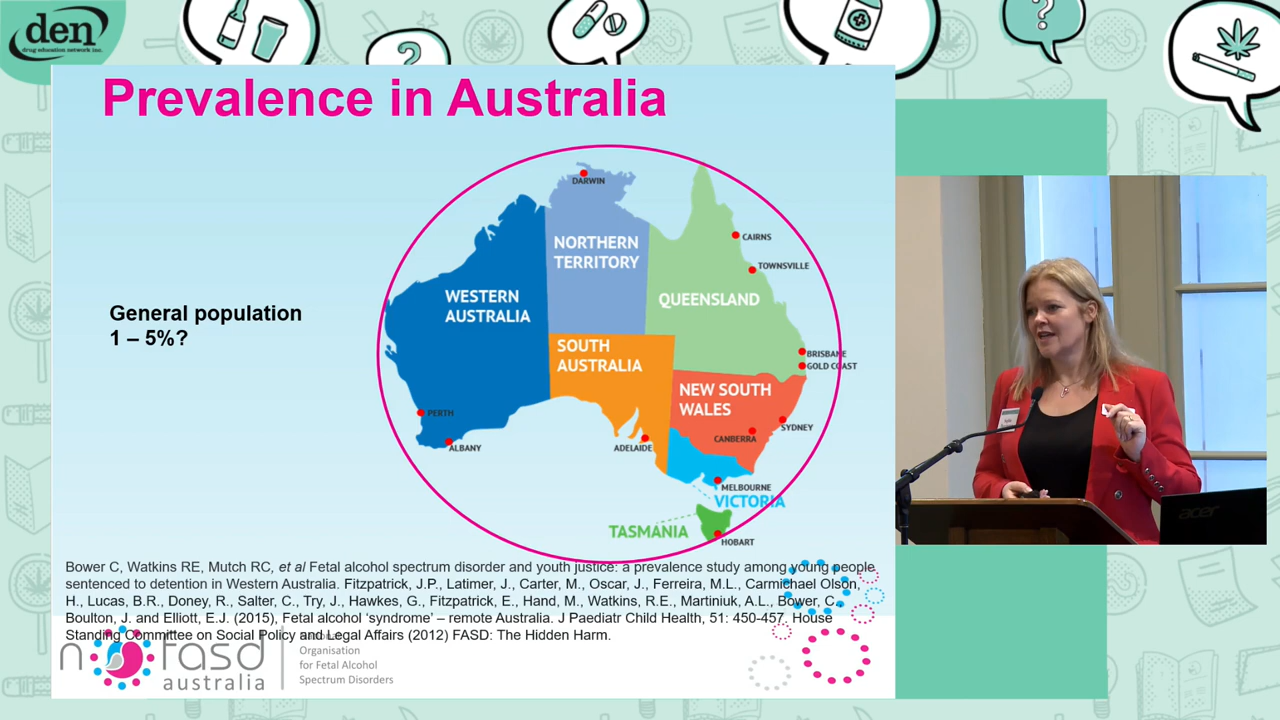 den
drug education network inc.
Prevalence in Australia
General population
1 – 5%?
DARWIN
NORTHERN
TERRITORY
CAIRNS
TOWNSVILLE
WESTERN
AUSTRALIA
QUEENSLAND
SOUTH
AUSTRALIA
BRISBANE
GOLD COAST
NEW SOUTH
WALES
PERTH
ALBANY
ADELAIDE
CANBERRA
SYDNEY
MELBOURNE
VICTORIA
TASMANIA
HOBART
Bower C, Watkins RE, Mutch RC, et al Fetal alcohol spectrum disorder and youth justice: a prevalence study among young people
sentenced to detention in Western Australia. Fitzpatrick, J.P., Latimer, J., Carter, M., Oscar, J., Ferreira, M.L., Carmichael Olson,
H., Lucas, B.R., Doney, R., Salter, C., Try, J., Hawkes, G., Fitzpatrick, E., Hand, M., Watkins, R.E., Martiniuk, A.L., Bower, C.,
Boulton, J. and Elliott, E.J. (2015), Fetal alcohol ‘syndrome’ – remote Australia. J Paediatr Child Health, 51: 450-457. House
Standing Committee on Social Policy and Legal Affairs (2012) FASD: The Hidden Harm.
nofasd
australia
Organisation
for Fetal Alcohol
Spectrum Disorders
acer